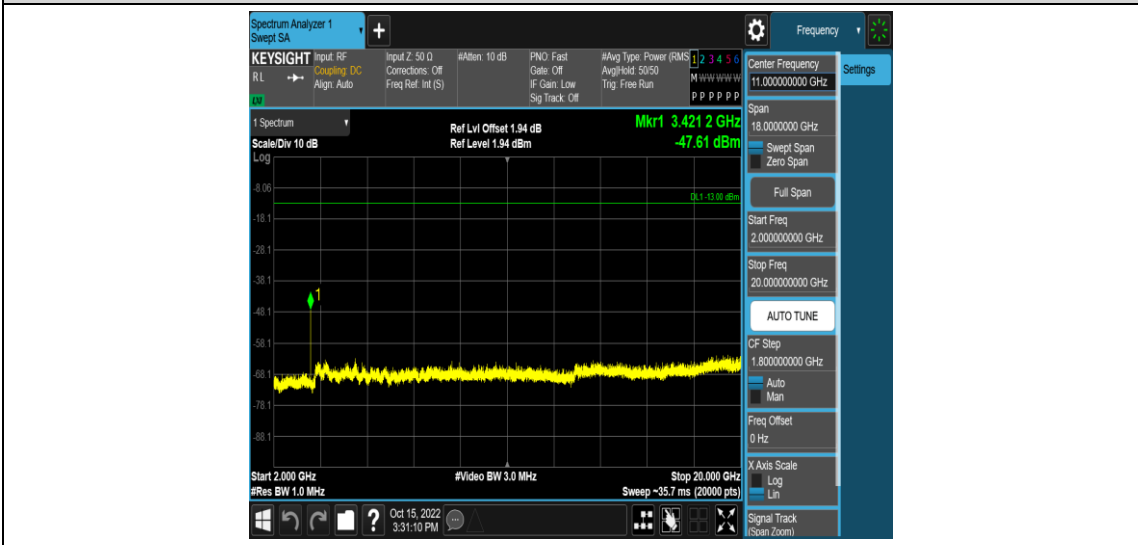 Spectrum Analyzer 1
Swept SA
+
Frequency
KEYSIGHT
RL
LXI
Input: RF
Coupling: DC
Align: Auto
Input Z: 50 Ω
Corrections: Off
Freq Ref: Int (S)
#Atten: 10 dB
PNO: Fast
Gate: Off
IF Gain: Low
Sig Track: Off
#Avg Type: Power (RMS
Avg|Hold: 50/50
Trig: Free Run
1 2 3 4 5 6
M W W W W W
P P P P P P
1 Spectrum
Scale/Div 10 dB
Log
Ref Lvl Offset 1.94 dB
Ref Level 1.94 dBm
Mkr1 3.421 2 GHz
-47.61 dBm
-8.06
DL1 -13.00 dBm
-18.1
-28.1
-38.1
1
-48.1
-58.1
-68.1
-78.1
-88.1
Start 2.000 GHz
#Res BW 1.0 MHz
#Video BW 3.0 MHz
Stop 20.000 GHz
Sweep ~35.7 ms (20000 pts)
Center Frequency
11.000000000 GHz
Settings
Span
18.0000000 GHz
Swept Span
Zero Span
Full Span
Start Freq
2.000000000 GHz
Stop Freq
20.000000000 GHz
AUTO TUNE
CF Step
1.800000000 GHz
Auto
Man
Freq Offset
0 Hz
X Axis Scale
Log
Lin
Signal Track
(Span Zoom)
?
Oct 15, 2022
3:31:10 PM